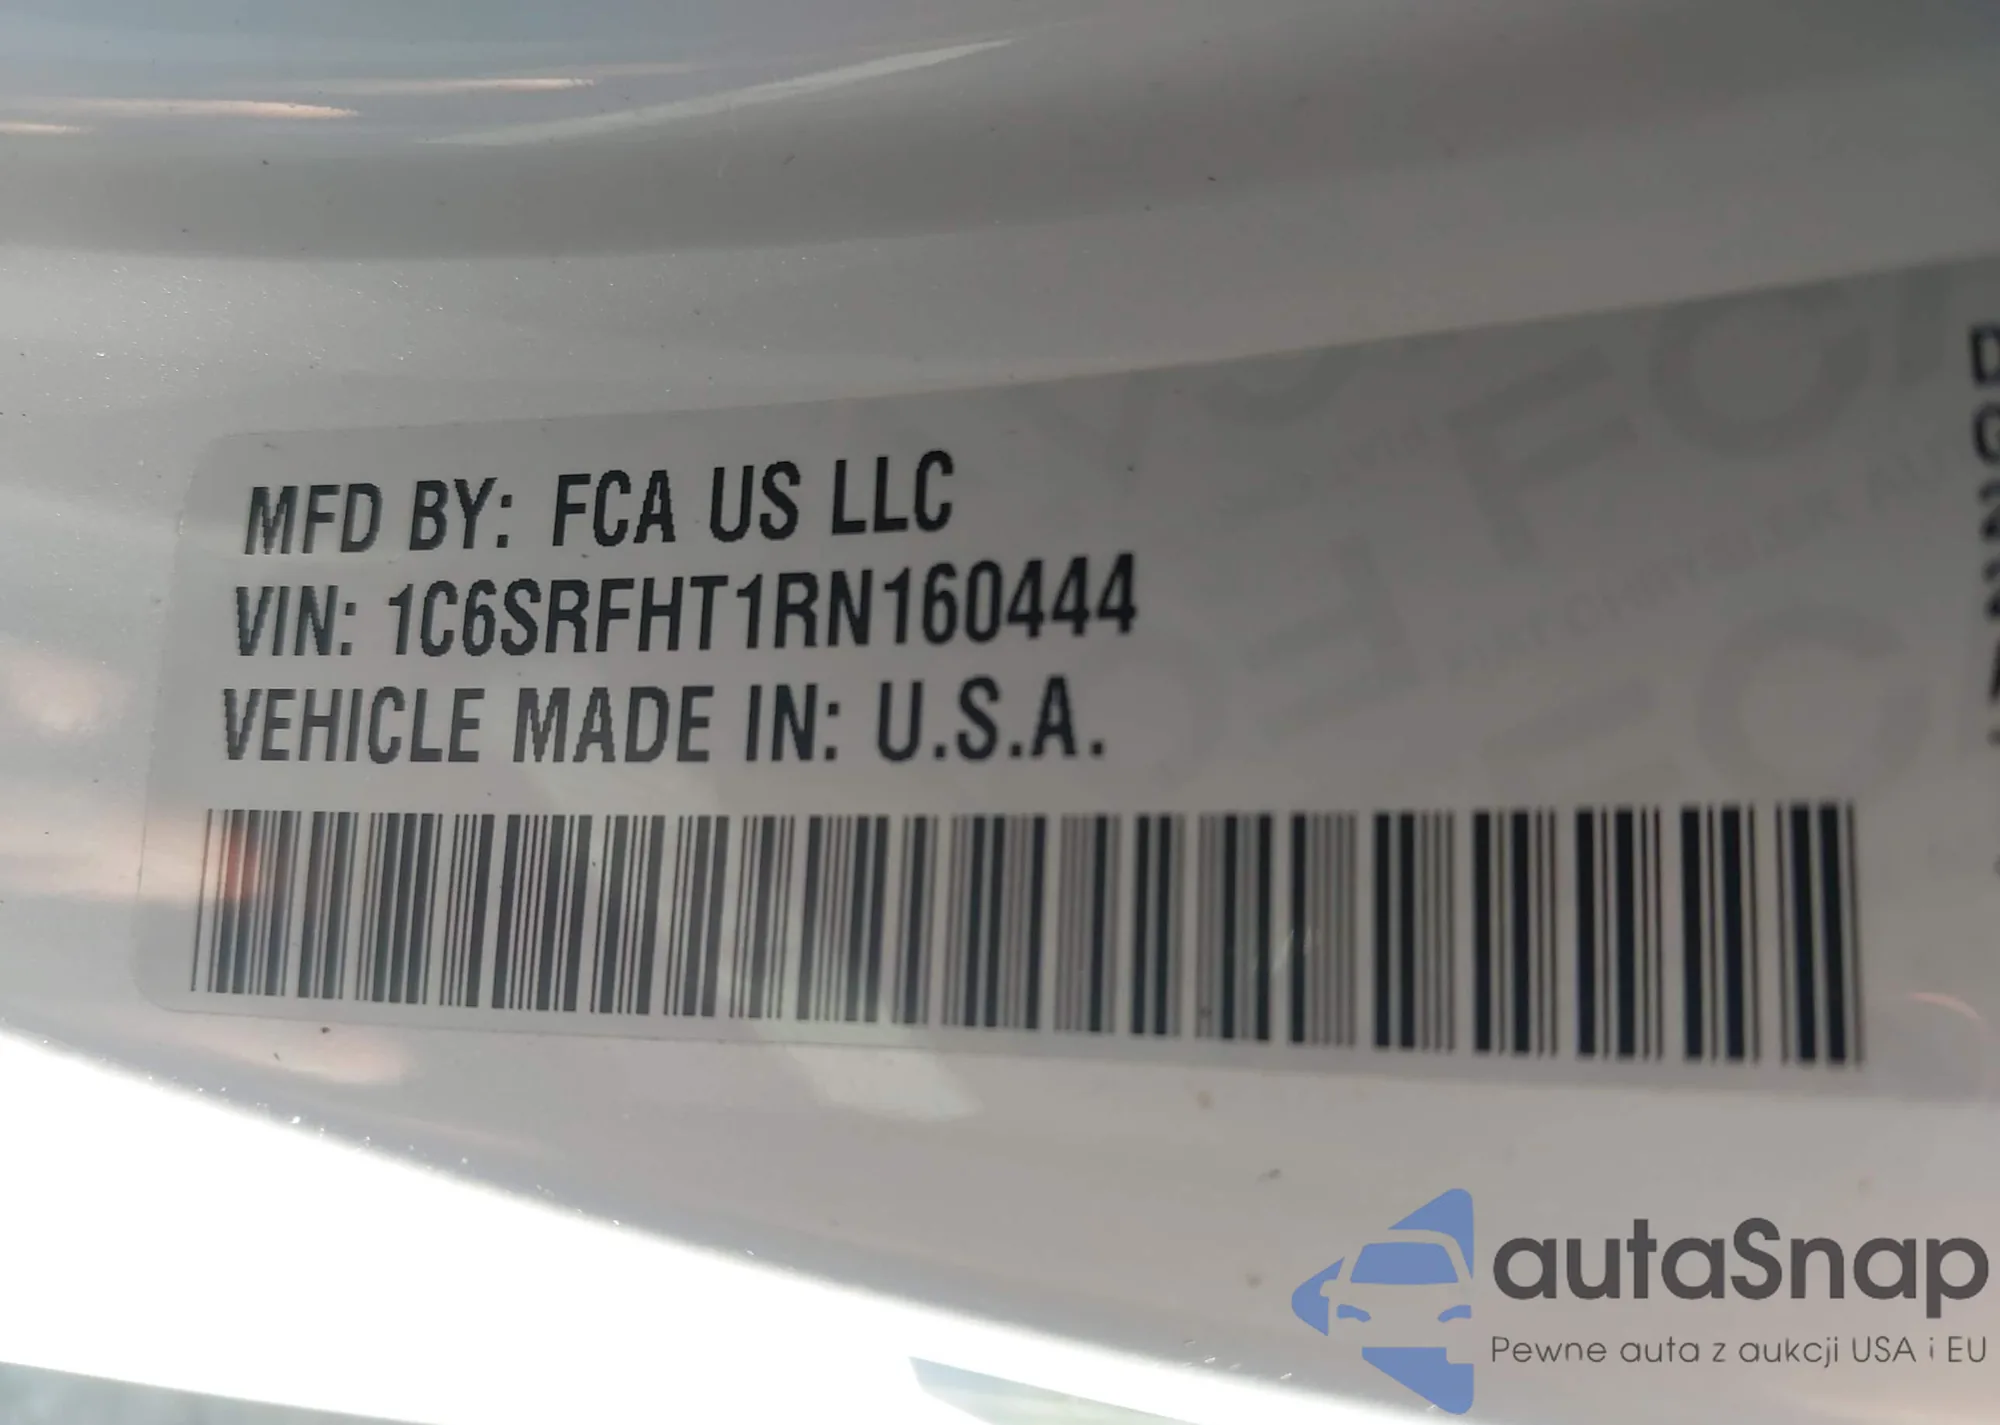 MFD BY: FCA US LLC
VIN: 1C6SRFHT1RN160444
VEHICLE MADE IN: U.S.A.
autaSnap
Pewne auta z aukcji USA i EU